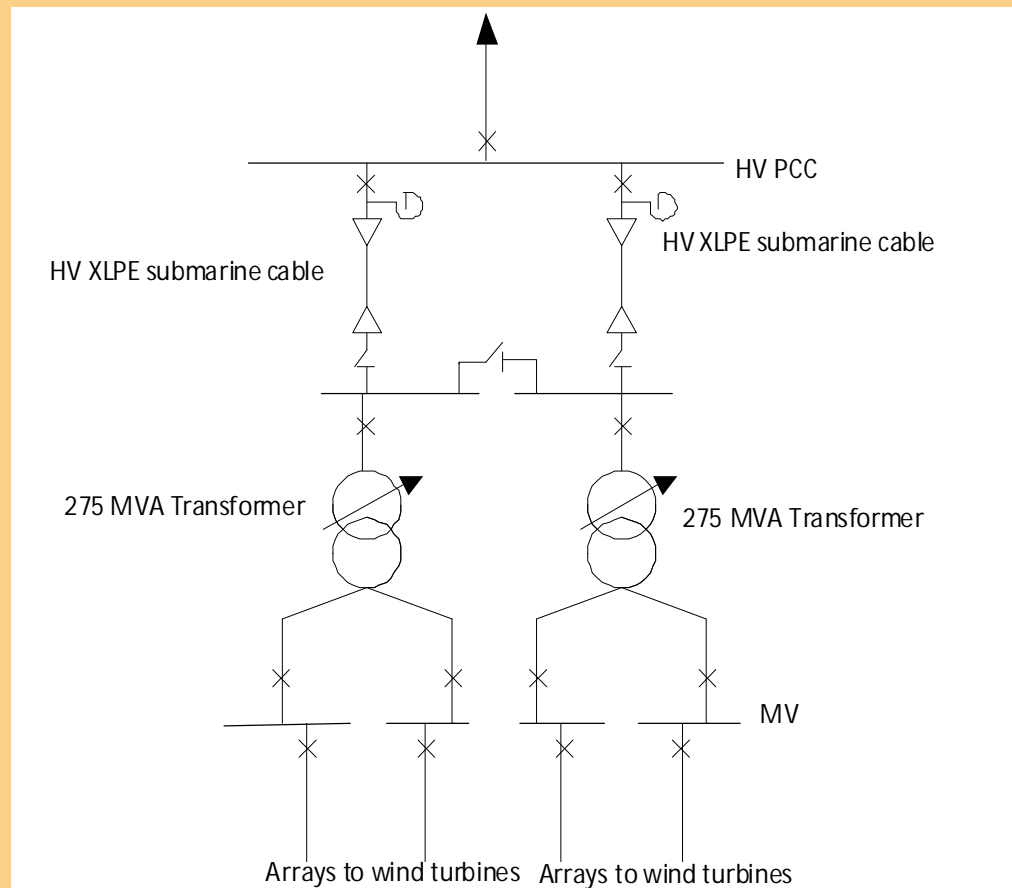 HV PCC
HV XLPE submarine cable
HV XLPE submarine cable
275 MVA Transformer
275 MVA Transformer
MV
Arrays to wind turbines
Arrays to wind turbines